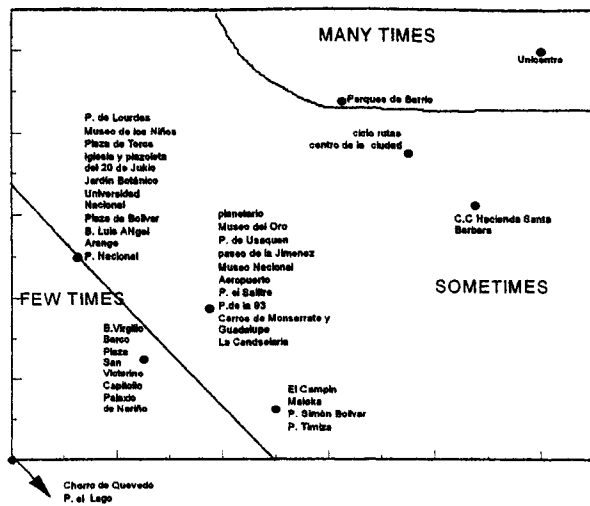 MANY TIMES
Unicentro
Parques de Barrio
P. de Lourdes
Museo de los Niños
Plaza de Toros
Iglesia y plazoleta
del 20 de Jukio
Jardín Botánico
Universidad
Nacional
Plaza de Bolívar
B. Luis ANgel
Arango
P. Nacional
ciclo rutas
centro de la ciudad
C.C Hacienda Santa
Barbara
planetario
Museo del Oro
P. de Usaquen
paseo de la Jimenez
Museo Nacional
Aeropuerto
P. el Salitre
P.de la 93
Cerros de Monserrate y
Guadalupe
La Candselaria
SOMETIMES
FEW TIMES
B.Virgilio
Barco
Plaza
San
Victorino
Capitolio
Palaxio
de Nariño
El Campin
Maloka
P. Simón Bolívar
P. Timiza
Chorro de Quevedo
P. el Lago